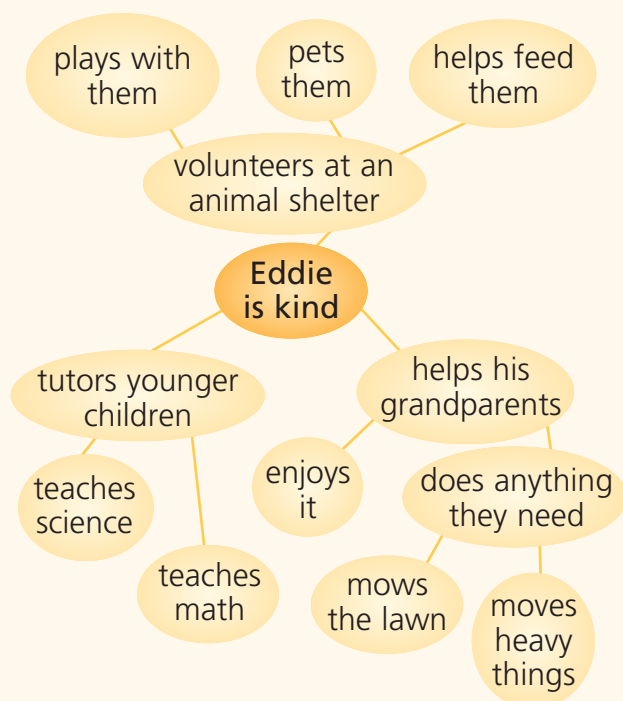 plays with
them
pets
them
helps feed
them
volunteers at an
animal shelter
Eddie
is kind
tutors younger
children
helps his
grandparents
teaches
science
enjoys
it
does anything
they need
teaches
math
mows
the lawn
moves
heavy
things